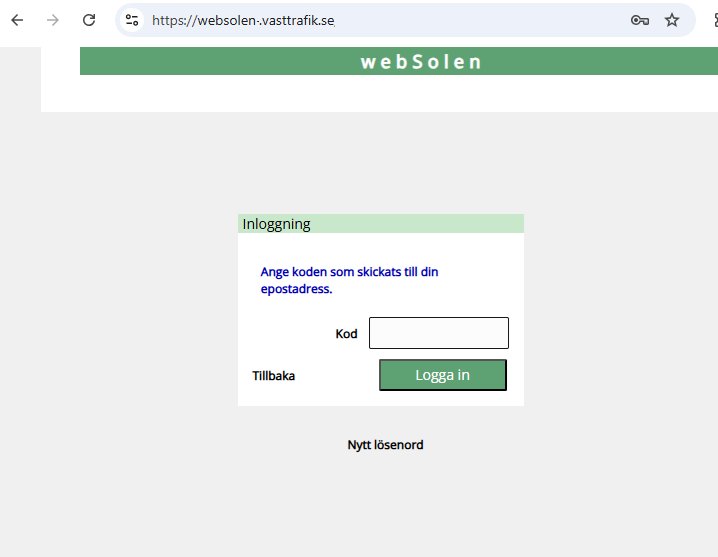 https://websolen-.vasttrafik.se
webSolen
Inloggning
Ange koden som skickats till din
epostadress.
Kod
Tillbaka
Logga in
Nytt lösenord